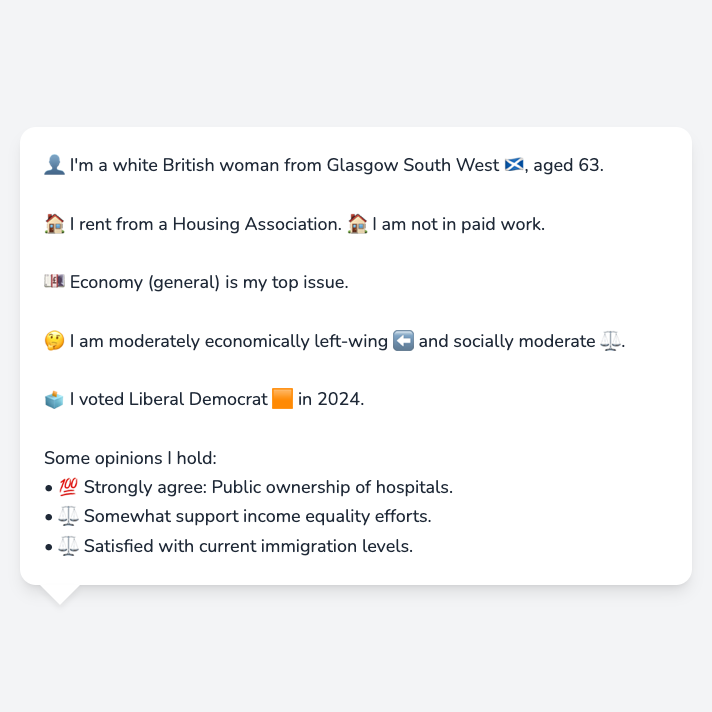 👤 I'm a white British woman from Glasgow South West 🏴󠁧󠁢󠁳󠁣󠁴󠁿, aged 63.
🏠 I rent from a Housing Association. 🏠 I am not in paid work.
💷 Economy (general) is my top issue.
🤔 I am moderately economically left-wing ⬅️ and socially moderate ⚖️.
🗳️ I voted Liberal Democrat 🟧 in 2024.
Some opinions I hold:
• 💯 Strongly agree: Public ownership of hospitals.
• ⚖️ Somewhat support income equality efforts.
• ⚖️ Satisfied with current immigration levels.